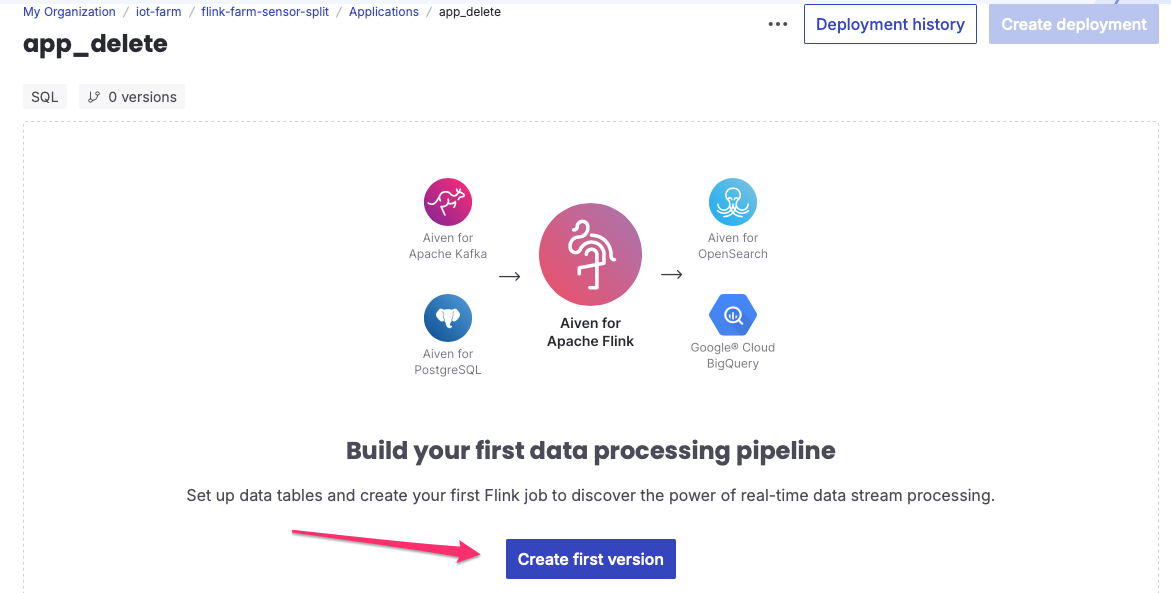 My Organization / iot-farm / flink-farm-sensor-split / Applications / app_delete
app_delete
Deployment history
Create deployment
SQL
0 versions
Aiven for
Apache Kafka
Aiven for
PostgreSQL
Aiven for
Apache Flink
Aiven for
OpenSearch
Google® Cloud
BigQuery
Build your first data processing pipeline
Set up data tables and create your first Flink job to discover the power of real-time data stream processing.
Create first version